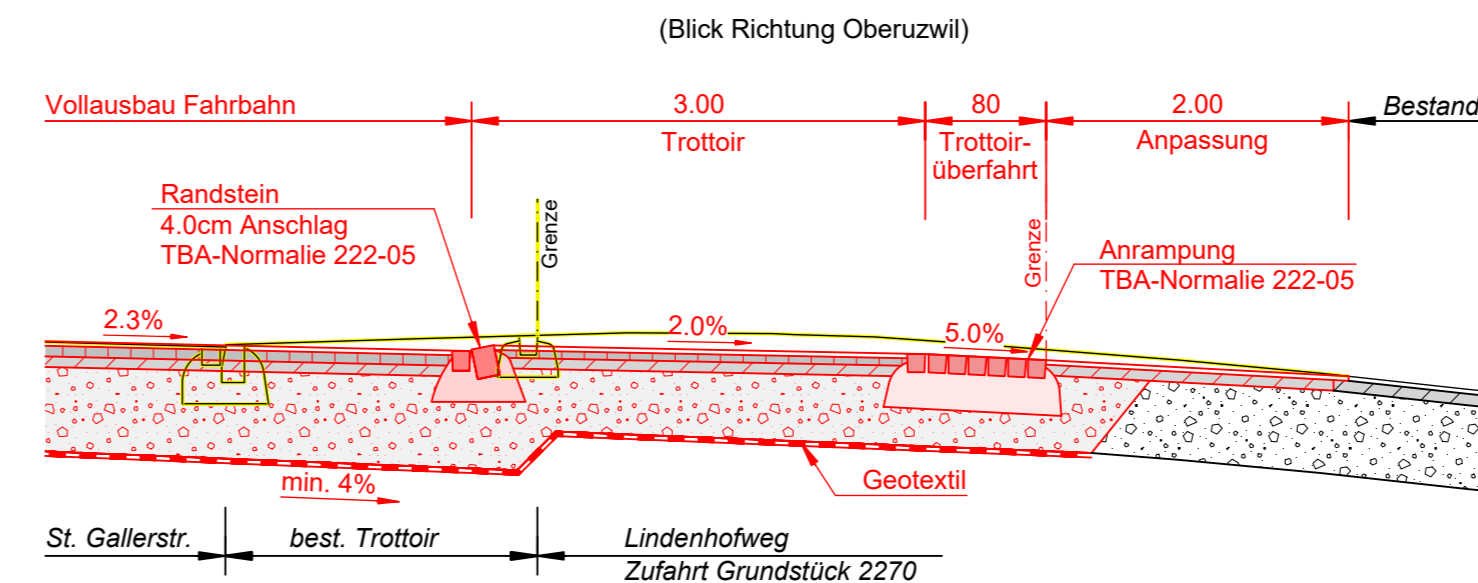 (Blick Richtung Oberuzwil)
Vollausbau Fahrbahn
3.00
80
2.00
Bestand
Trottoir
Trottoir-
überfahrt
Anpassung
Randstein
4.0cm Anschlag
TBA-Normalie 222-05
Grenze
Grenze
Anrampung
TBA-Normalie 222-05
2.3%
2.0%
5.0%
min. 4%
Geotextil
St. Gallerstr.
best. Trottoir
Lindenhofweg
Zufahrt Grundstück 2270